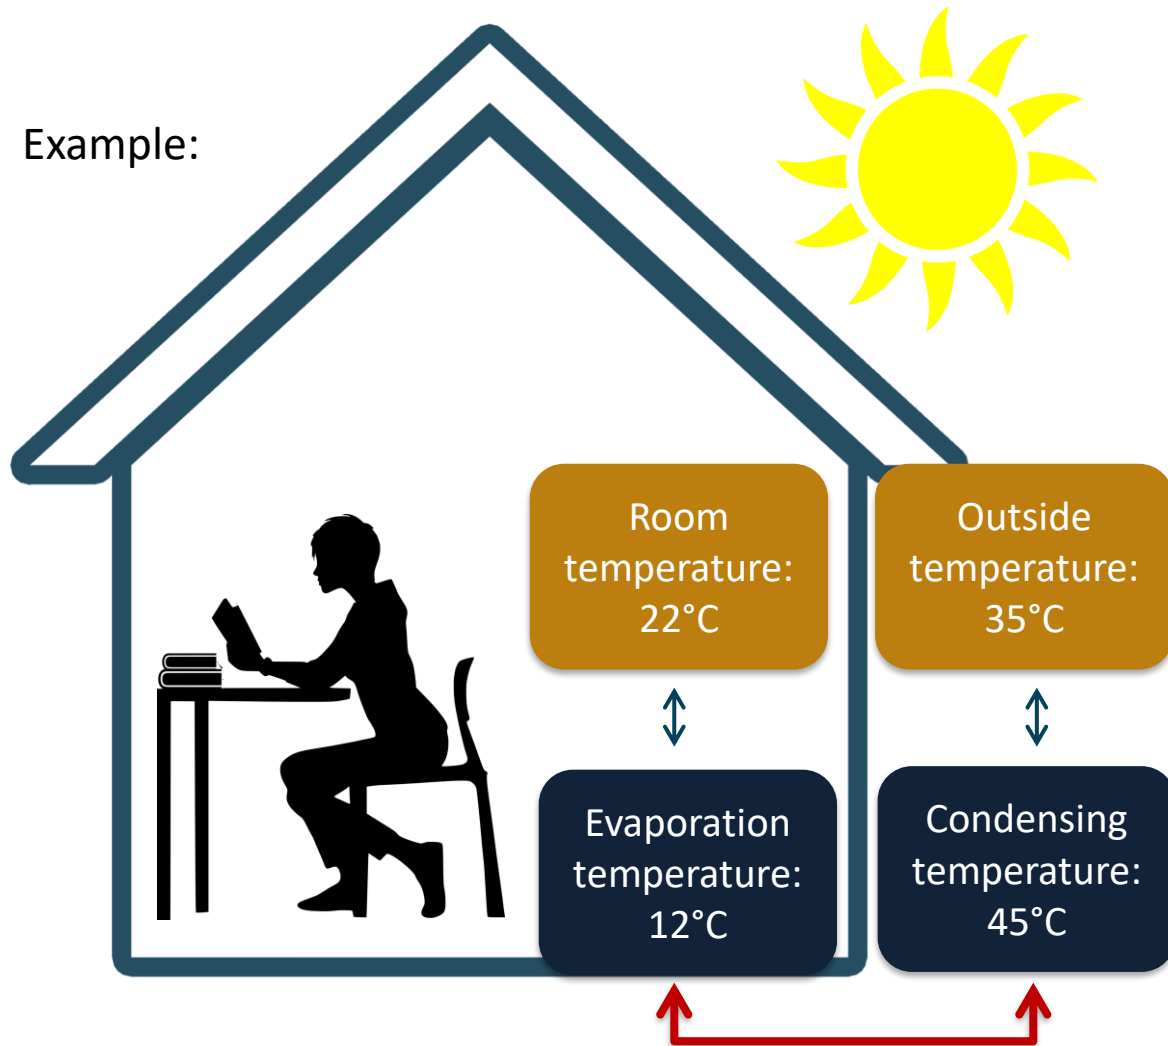 Example:
Room
temperature:
22°C
Outside
temperature:
35°C
Evaporation
temperature:
12°C
Condensing
temperature:
45°C